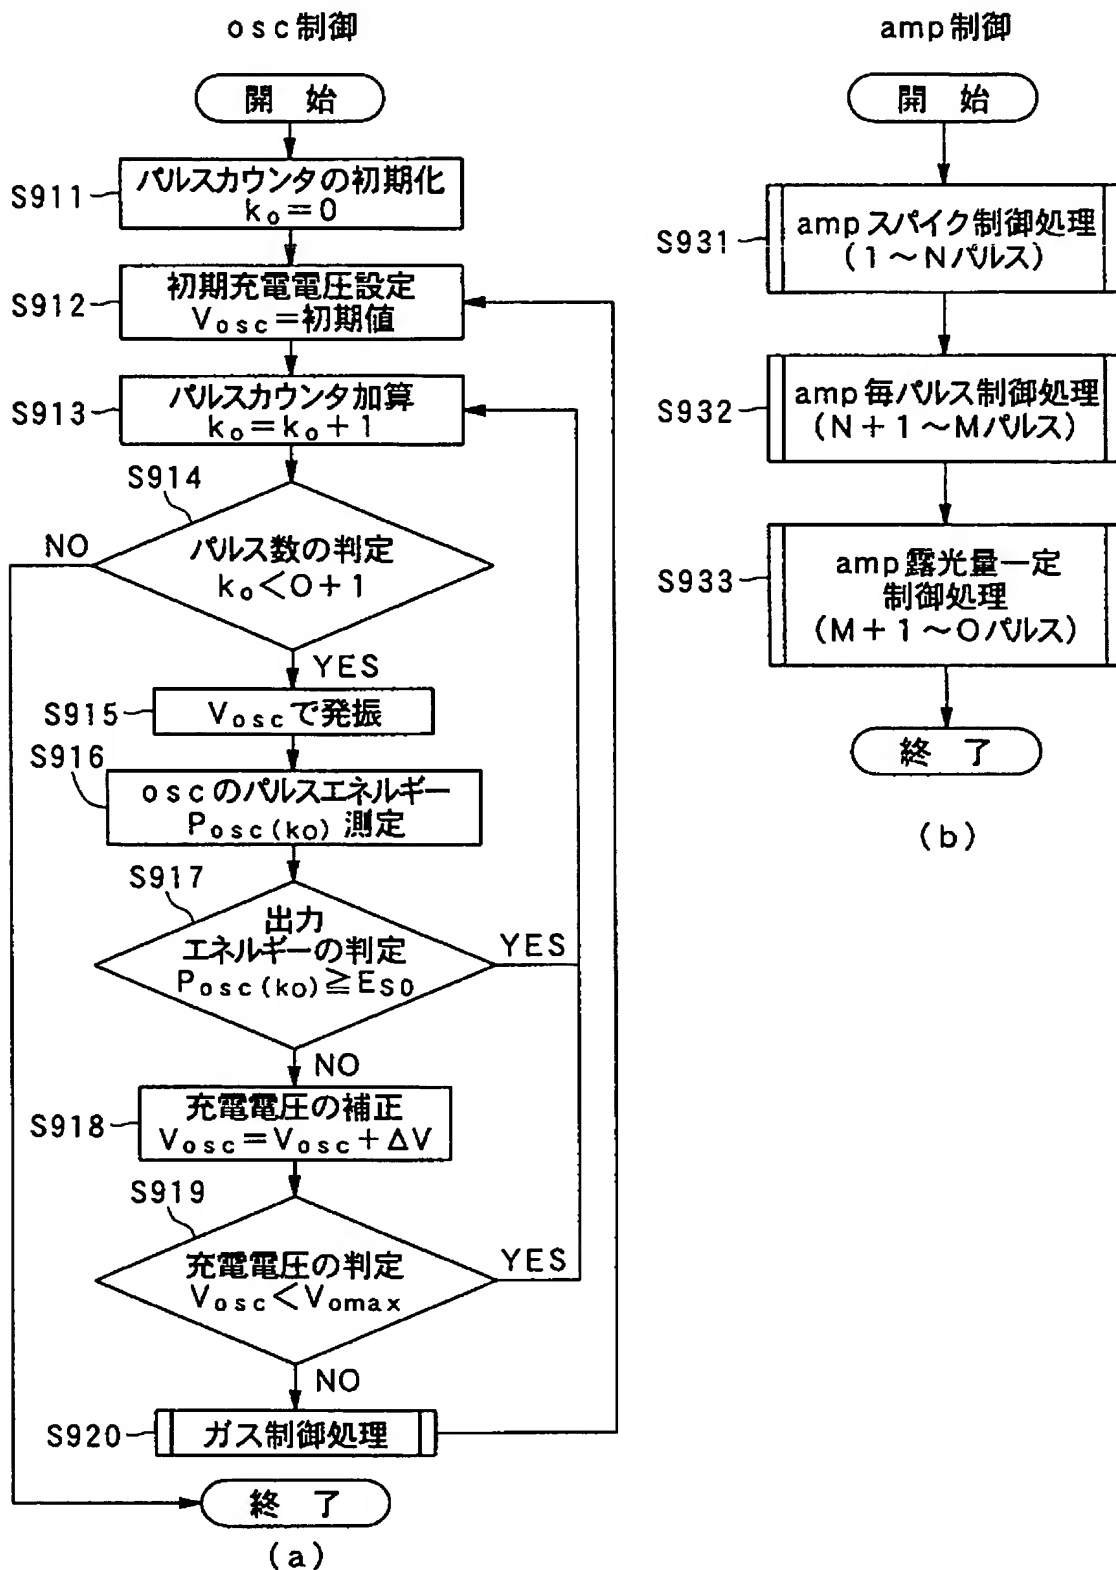 osc制御
開始
S911
パルスカウンタの初期化
ko=0
S912
初期充電電圧設定
Vosc=初期値
S913
パルスカウンタ加算
ko=ko+1
S914
パルス数の判定
ko<O+1
NO
YES
S915
Voscで発振
S916
oscのパルスエネルギー
Posc(ko) 測定
S917
出力
エネルギーの判定
Posc(ko)≧Eso
YES
NO
S918
充電電圧の補正
Vosc=Vosc+ΔV
S919
充電電圧の判定
Vosc<Vomax
YES
NO
S920
ガス制御処理
終了
(a)
amp制御
開始
S931
ampスパイク制御処理
(1～Nパルス)
S932
amp毎パルス制御処理
(N+1～Mパルス)
S933
amp露光量一定
制御処理
(M+1～Oパルス)
終了
(b)